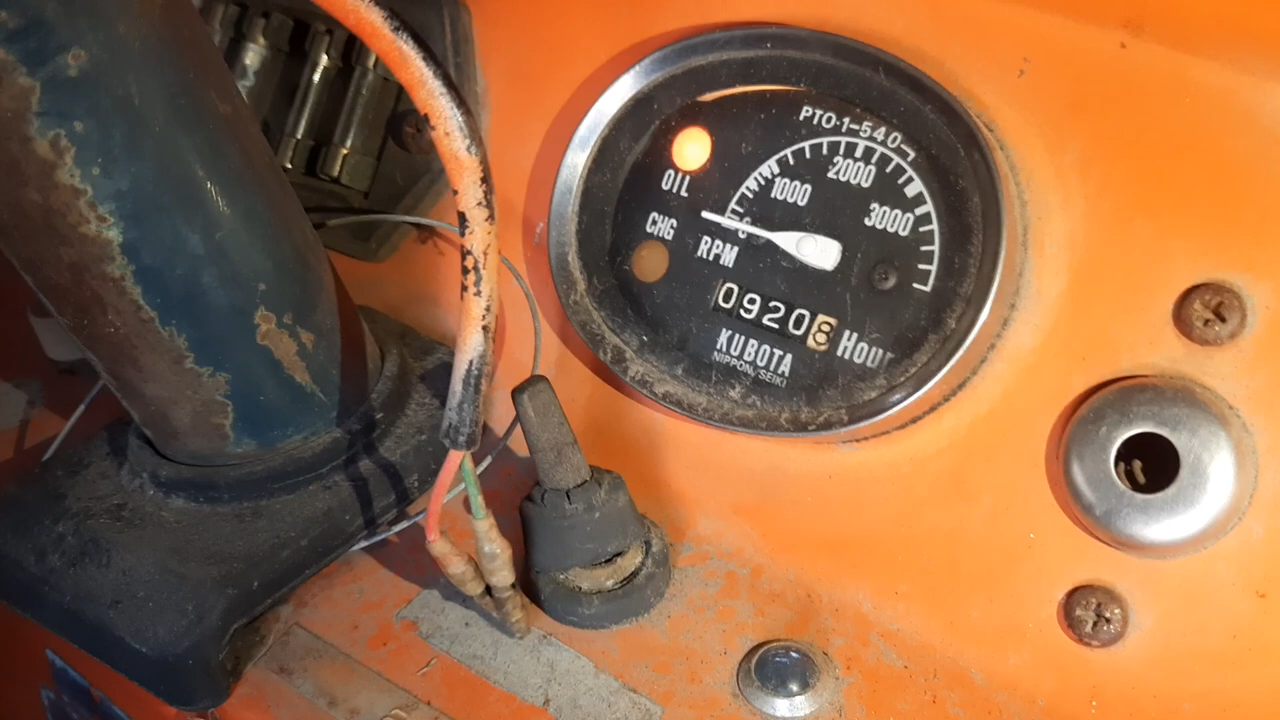 PTO·1-540
2000
1000
3000
OIL
CHG
RPM
09208 Hour
KUBOTA
NIPPON/SEIKI